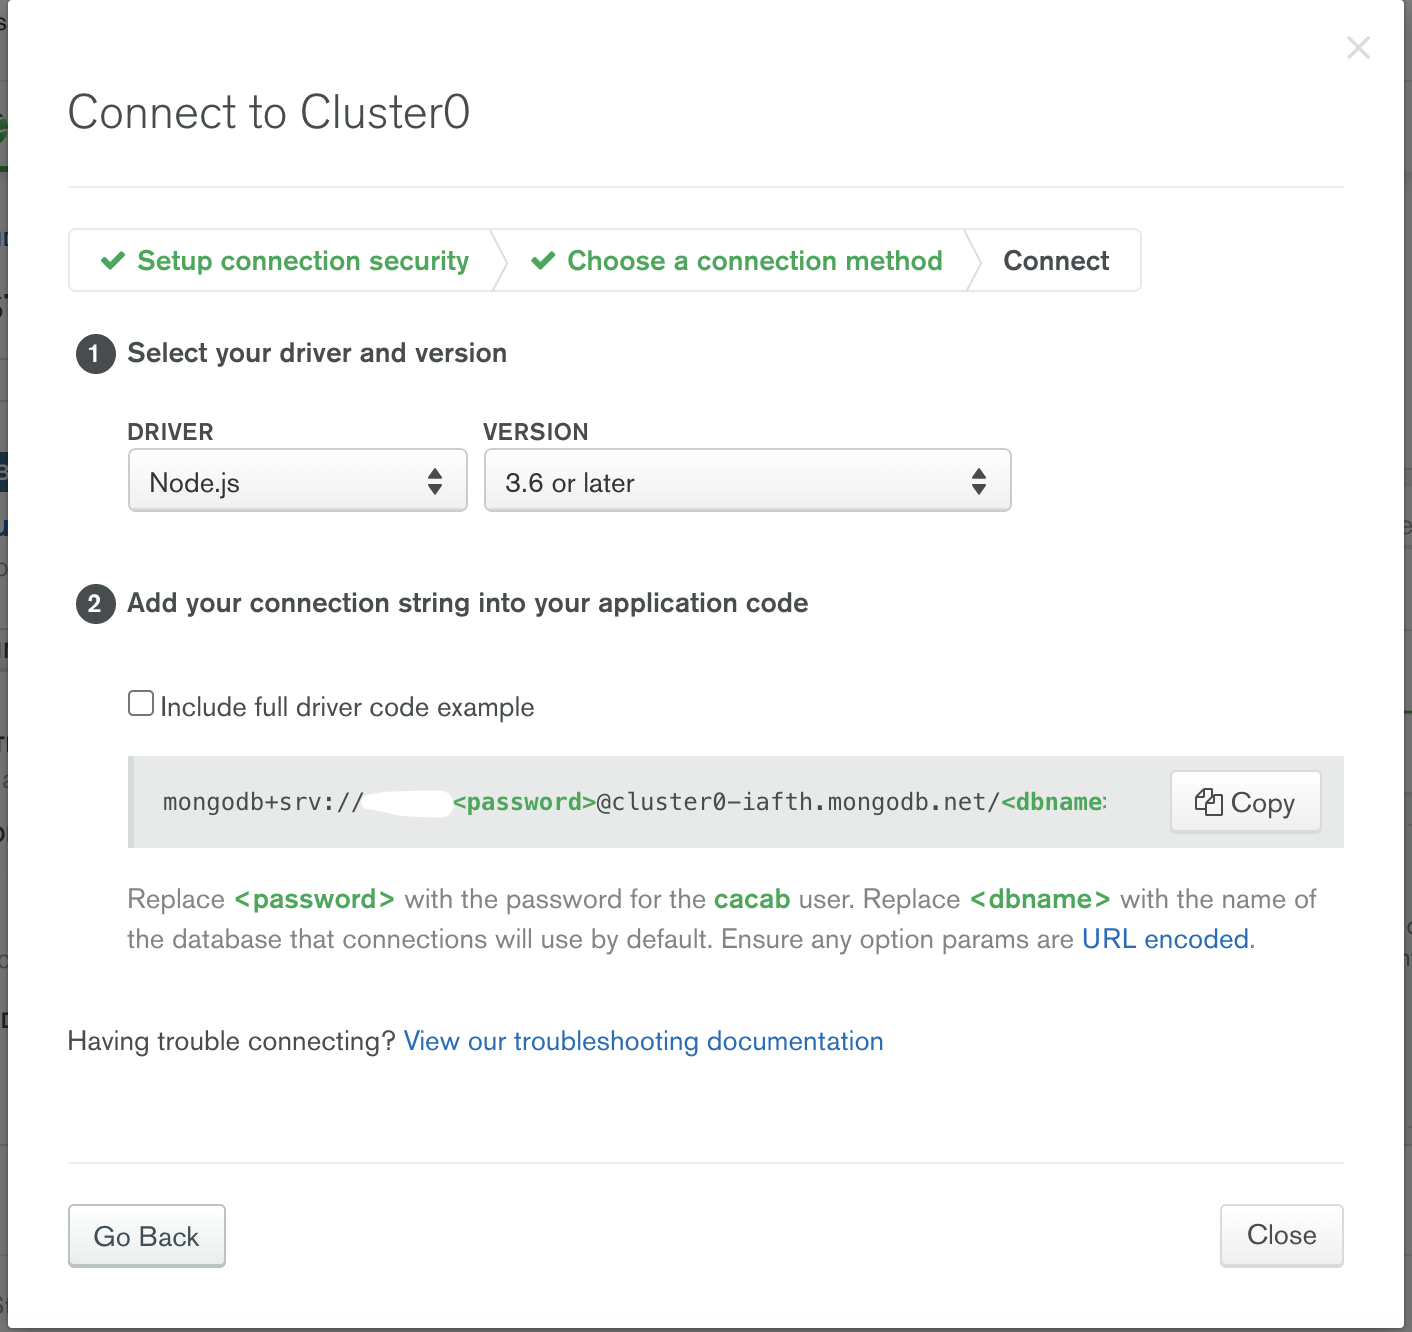 Connect to Cluster0
Setup connection security
Choose a connection method
Connect
1 Select your driver and version
DRIVER
VERSION
Node.js
3.6 or later
2 Add your connection string into your application code
Include full driver code example
mongodb+srv:// <password>@cluster0-iafth.mongodb.net/<dbname
Copy
Replace <password> with the password for the cacab user. Replace <dbname> with the name of
the database that connections will use by default. Ensure any option params are URL encoded.
Having trouble connecting? View our troubleshooting documentation
Go Back
Close